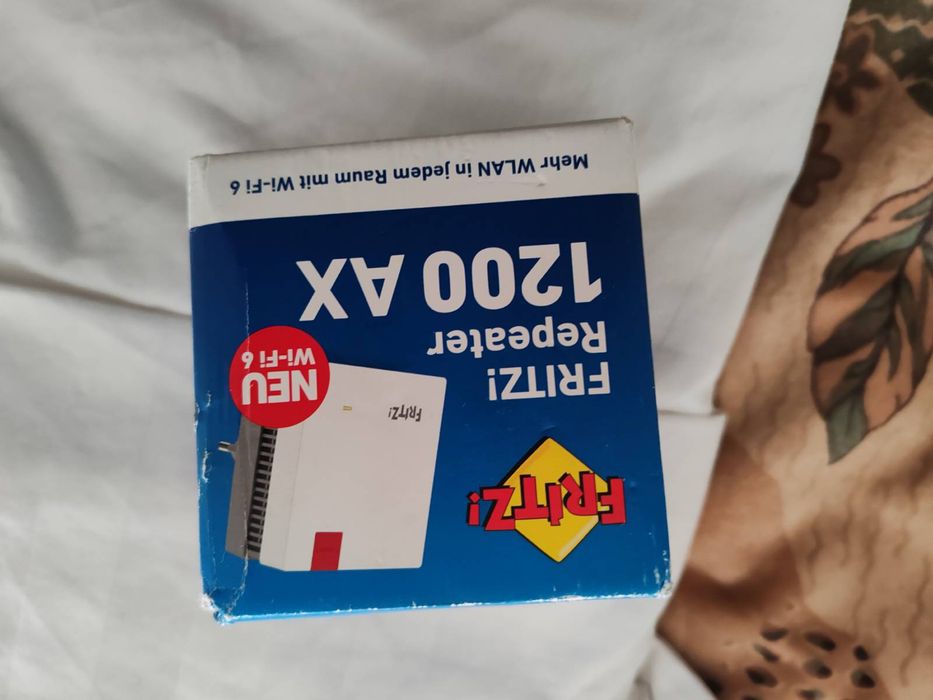 FRITZ!
FRITZ!
Repeater
1200 AX
FRITZ!
NEU
Wi-Fi 6
Mehr WLAN in jedem Raum mit Wi-Fi 6